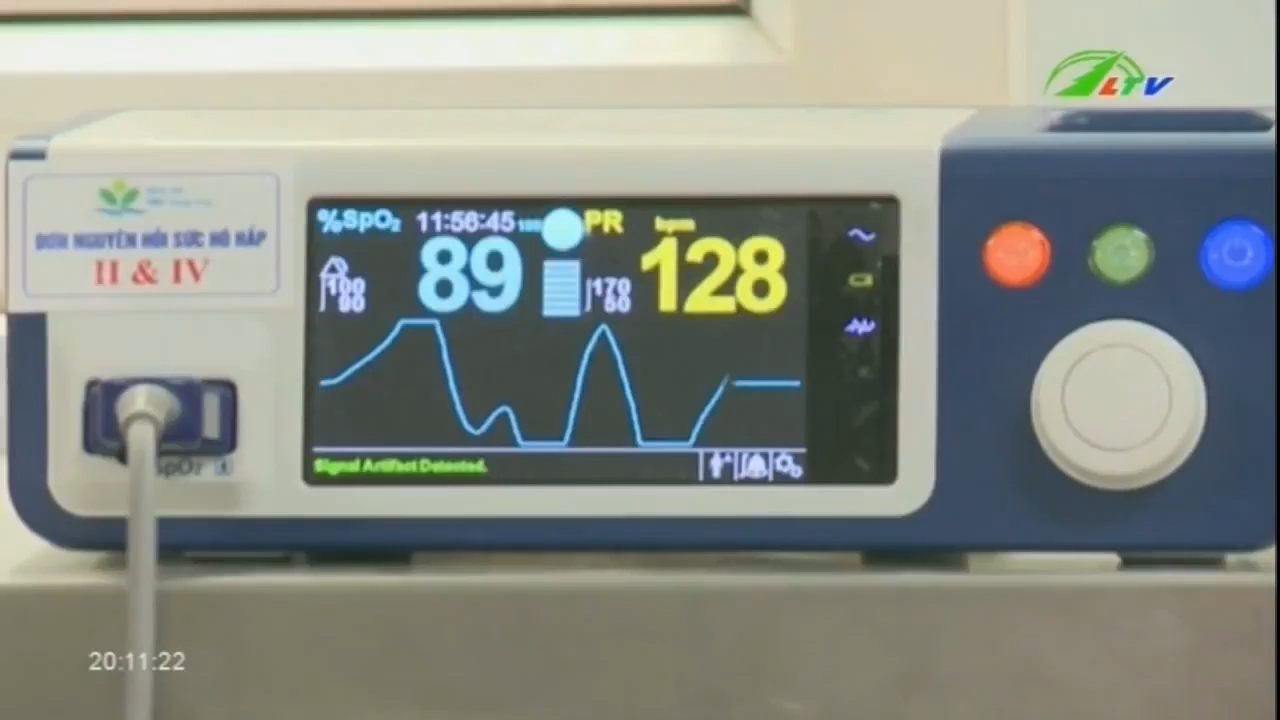 LTV
ĐƠN NGUYÊN HỒI SỨC HÔ HẤP
II & IV
%SpO₂ 11:56:45 100 PR bpm
100
90
89
170
50
128
Signal Artifact Detected.
SpO₂
20:11:22